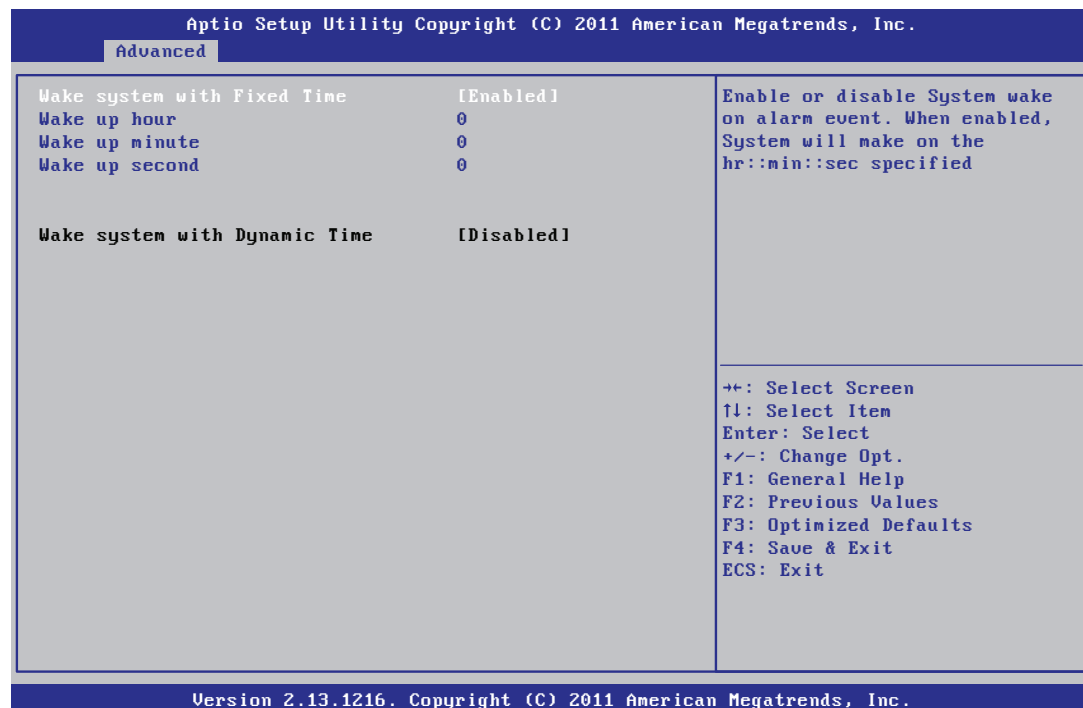 Aptio Setup Utility Copyright (C) 2011 American Megatrends, Inc.
Advanced
Wake system with Fixed Time [Enabled]
Wake up hour 0
Wake up minute 0
Wake up second 0
Wake system with Dynamic Time [Disabled]
Enable or disable System wake
on alarm event. When enabled,
System will make on the
hr::min::sec specified
→←: Select Screen
↑↓: Select Item
Enter: Select
+/-: Change Opt.
F1: General Help
F2: Previous Values
F3: Optimized Defaults
F4: Save & Exit
ECS: Exit
Version 2.13.1216. Copyright (C) 2011 American Megatrends, Inc.